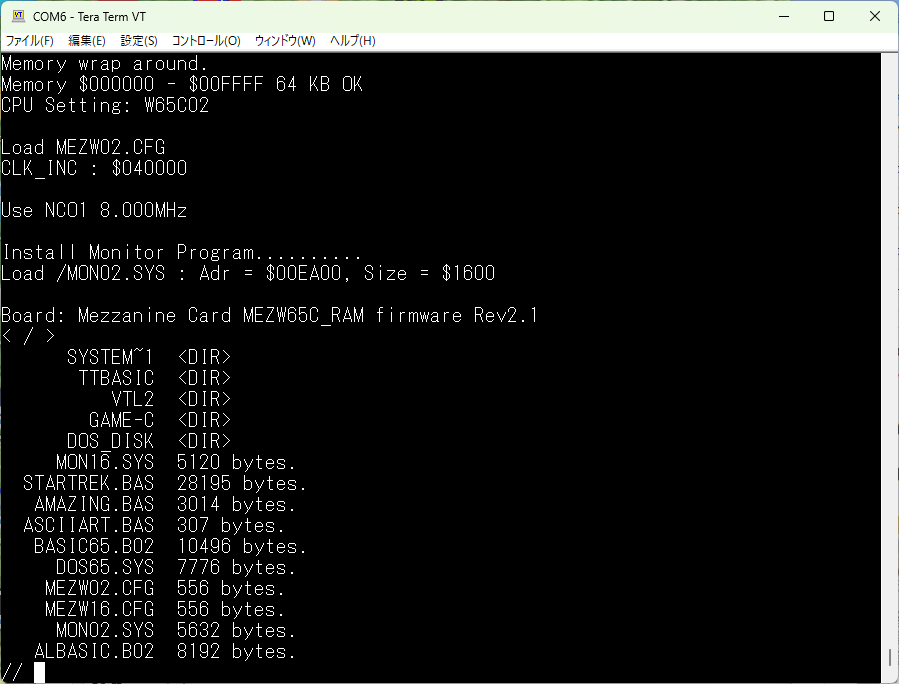 COM6 - Tera Term VT
ファイル(F) 編集(E) 設定(S) コントロール(O) ウィンドウ(W) ヘルプ(H)
Memory wrap around.
Memory $000000 - $00FFFF 64 KB OK
CPU Setting: W65C02
Load MEZW02.CFG
CLK_INC : $040000
Use NCO1 8.000MHz
Install Monitor Program..........
Load /MON02.SYS : Adr = $00EA00, Size = $1600
Board: Mezzanine Card MEZW65C_RAM firmware Rev2.1
< / >
SYSTEM~1 <DIR>
TTBASIC <DIR>
VTL2 <DIR>
GAME-C <DIR>
DOS_DISK <DIR>
MON16.SYS 5120 bytes.
STARTREK.BAS 28195 bytes.
AMAZING.BAS 3014 bytes.
ASCIIART.BAS 307 bytes.
BASIC65.B02 10496 bytes.
DOS65.SYS 7776 bytes.
MEZW02.CFG 556 bytes.
MEZW16.CFG 556 bytes.
MON02.SYS 5632 bytes.
ALBASIC.B02 8192 bytes.
//